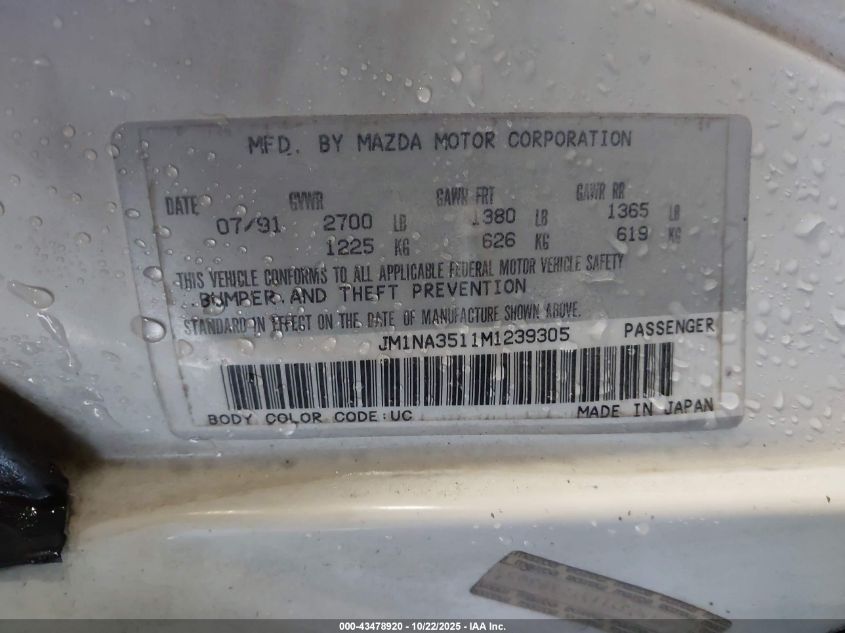 MFD. BY MAZDA MOTOR CORPORATION
DATE GVWR GAWR FRT GAWR RR
07/91 2700 LB 1380 LB 1365 LB
1225 KG 626 KG 619 KG
THIS VEHICLE CONFORMS TO ALL APPLICABLE FEDERAL MOTOR VEHICLE SAFETY
BUMPER AND THEFT PREVENTION
STANDARD IN EFFECT ON THE DATE OF MANUFACTURE SHOWN ABOVE.
JM1NA3511M1239305 PASSENGER
BODY COLOR CODE:UC MADE IN JAPAN
000-43478920 - 10/22/2025 - IAA Inc.